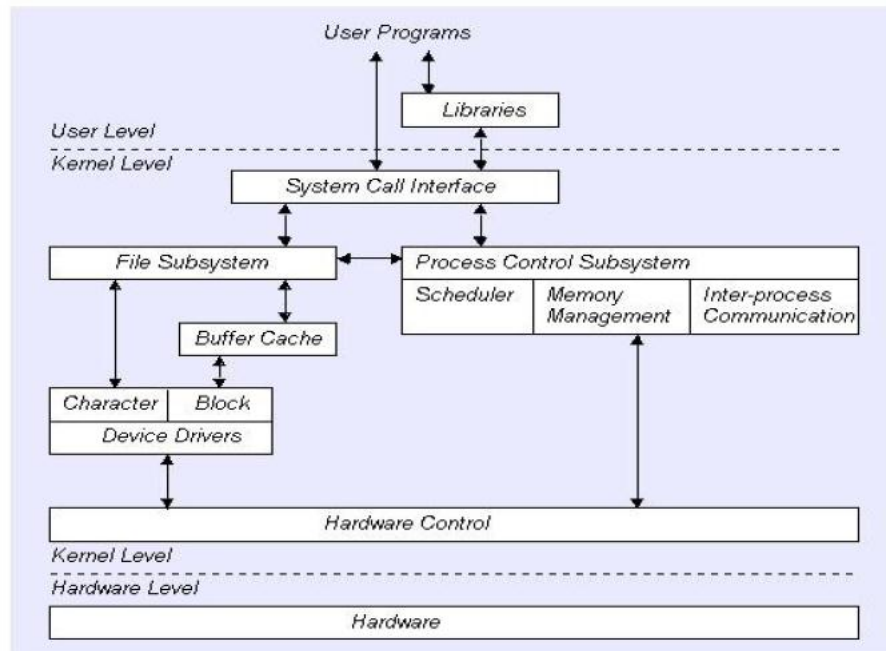 User Programs
Libraries
User Level
Kernel Level
System Call Interface
File Subsystem
Process Control Subsystem
Scheduler
Memory
Management
Inter-process
Communication
Buffer Cache
Character
Block
Device Drivers
Hardware Control
Kernel Level
Hardware Level
Hardware